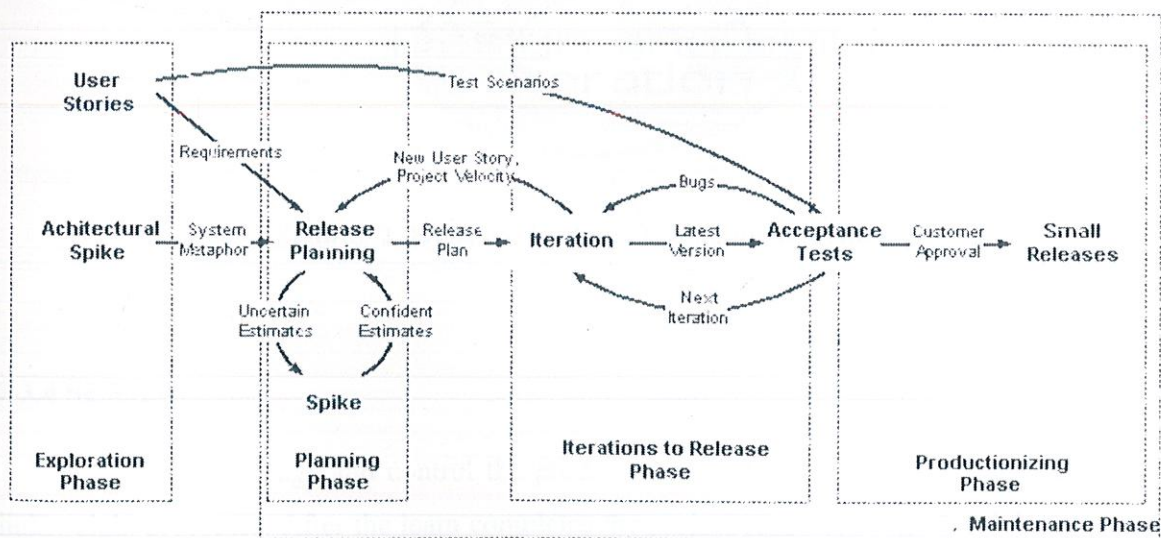 User
Stories
Test Scenarios
Requirements
New User Story,
Project Velocity
Bugs
Achitectural
Spike
System
Metaphor
Release
Planning
Release
Plan
Iteration
Latest
Version
Acceptance
Tests
Customer
Approval
Small
Releases
Uncertain
Estimates
Confident
Estimates
Next
Iteration
Spike
Exploration
Phase
Planning
Phase
Iterations to Release
Phase
Productionizing
Phase
Maintenance Phase